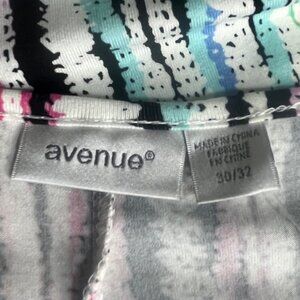 avenue®
MADE IN CHINA
FABRIQUÉ
EN CHINE
30/32